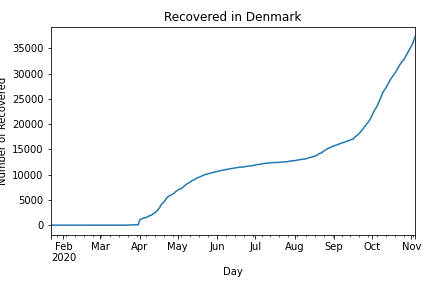 Recovered in Denmark
Number of Recovered
35000
30000
25000
20000
15000
10000
5000
0
Feb Mar Apr May Jun Jul Aug Sep Oct Nov
2020
Day